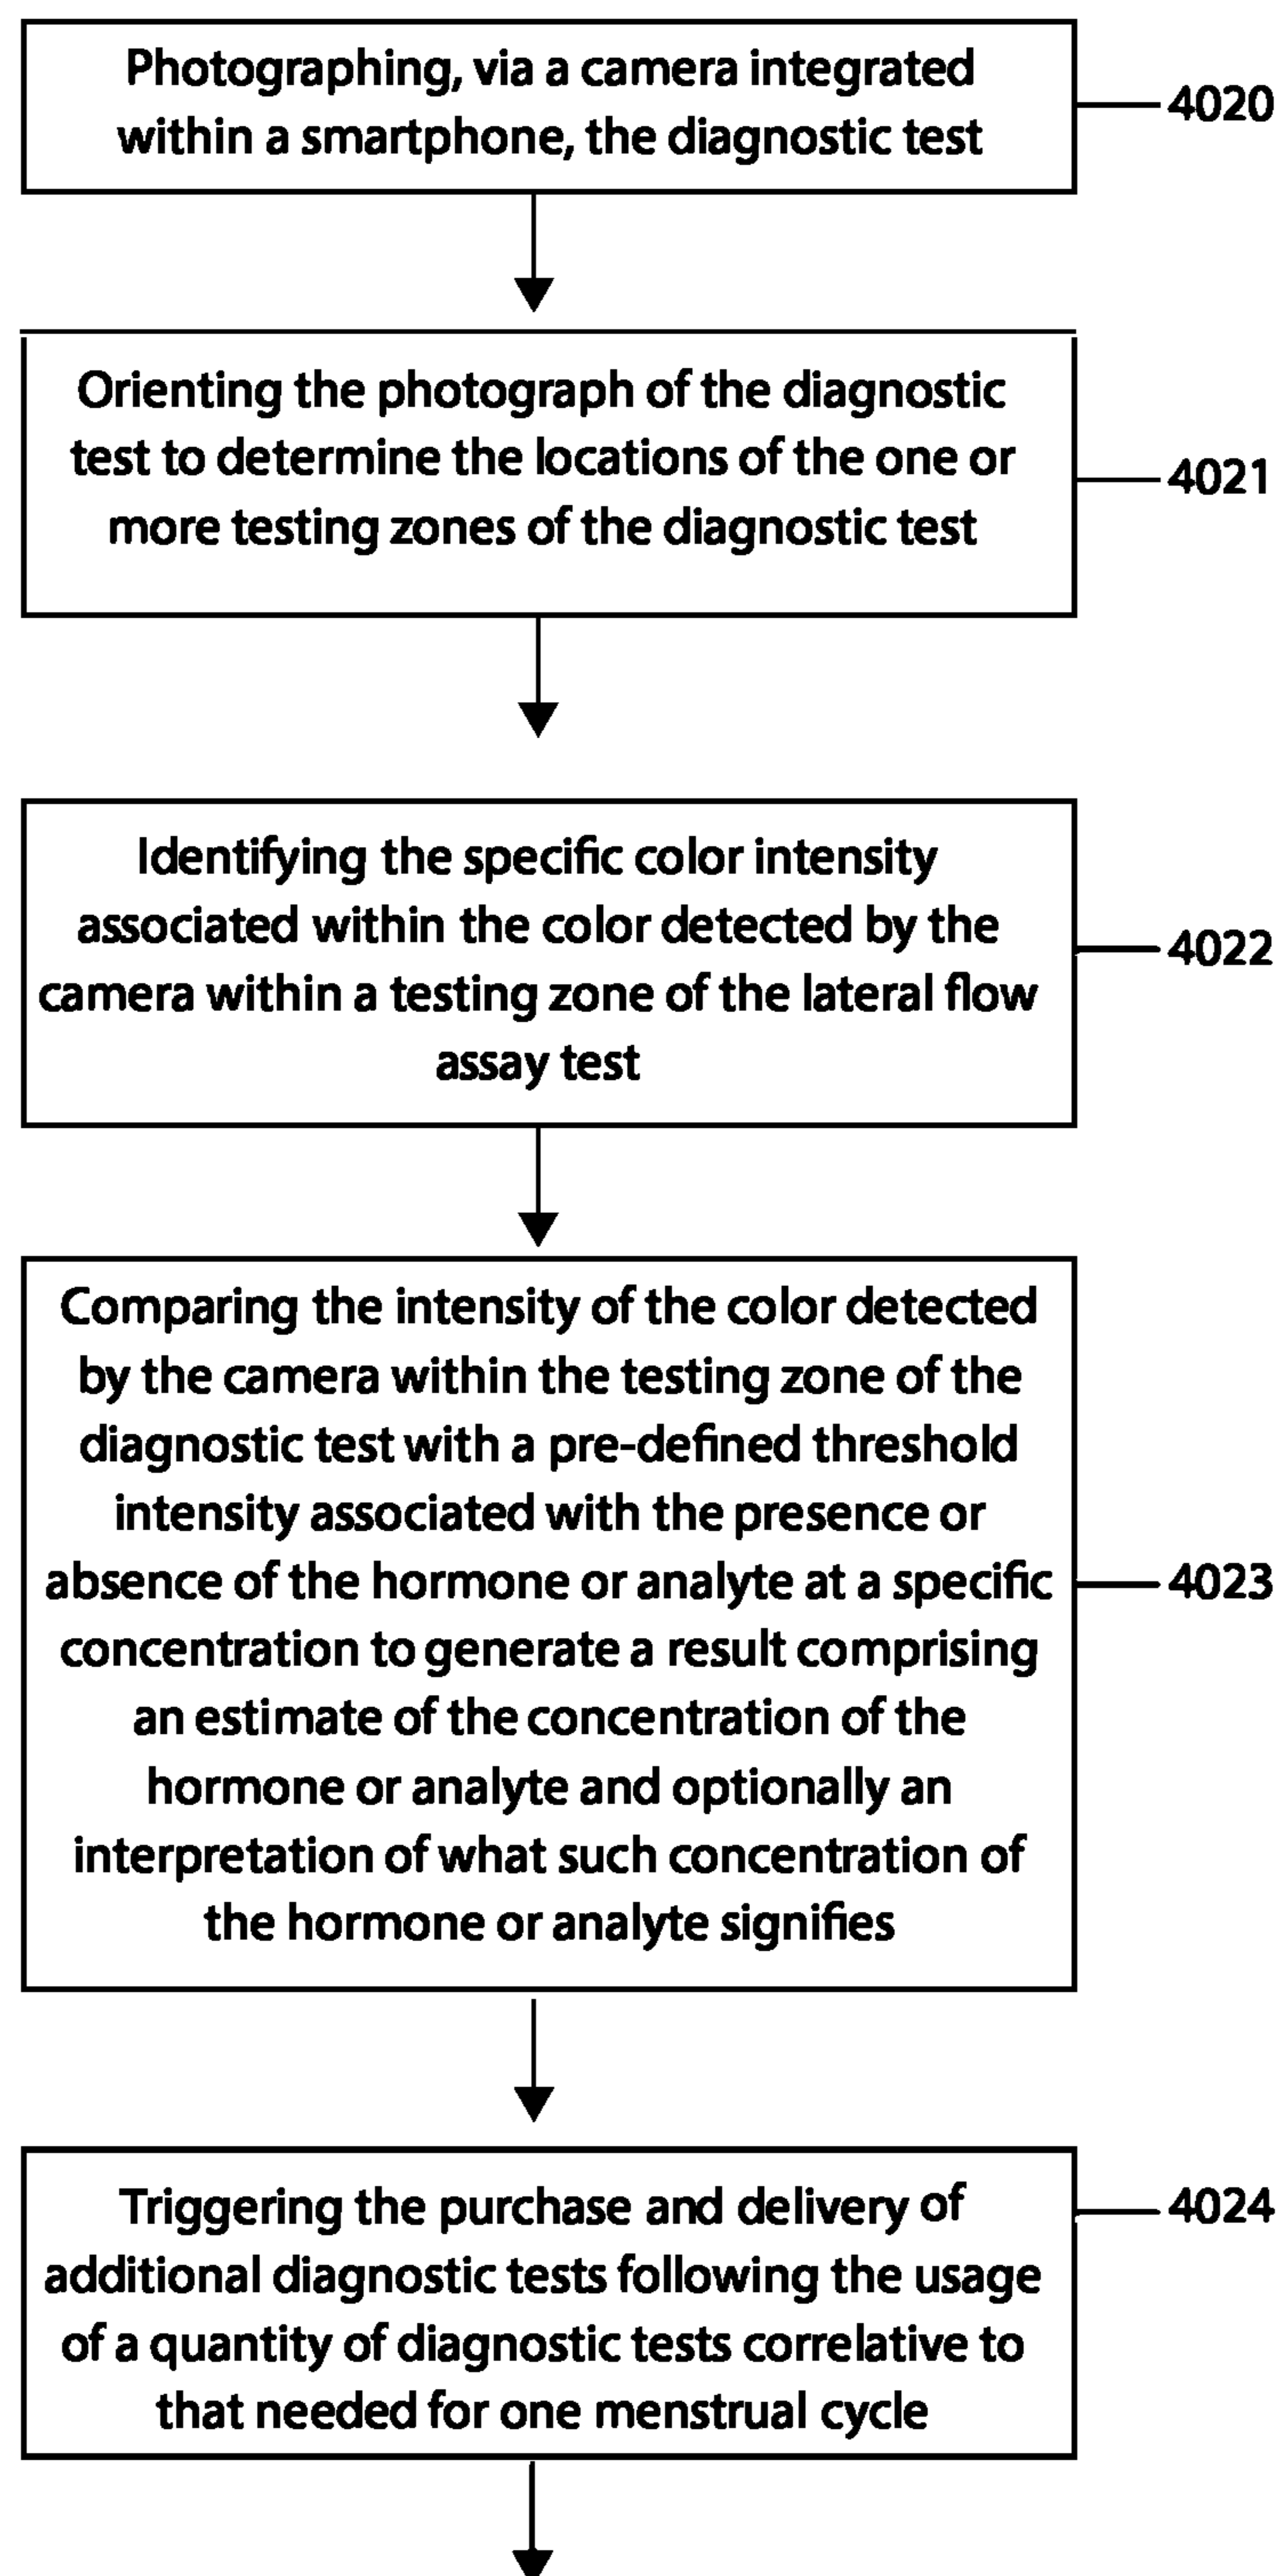 Photographing, via a camera integrated
within a smartphone, the diagnostic test
4020
Orienting the photograph of the diagnostic
test to determine the locations of the one or
more testing zones of the diagnostic test
4021
Identifying the specific color intensity
associated within the color detected by the
camera within a testing zone of the lateral flow
assay test
4022
Comparing the intensity of the color detected
by the camera within the testing zone of the
diagnostic test with a pre-defined threshold
intensity associated with the presence or
absence of the hormone or analyte at a specific
concentration to generate a result comprising
an estimate of the concentration of the
hormone or analyte and optionally an
interpretation of what such concentration of
the hormone or analyte signifies
4023
Triggering the purchase and delivery of
additional diagnostic tests following the usage
of a quantity of diagnostic tests correlative to
that needed for one menstrual cycle
4024